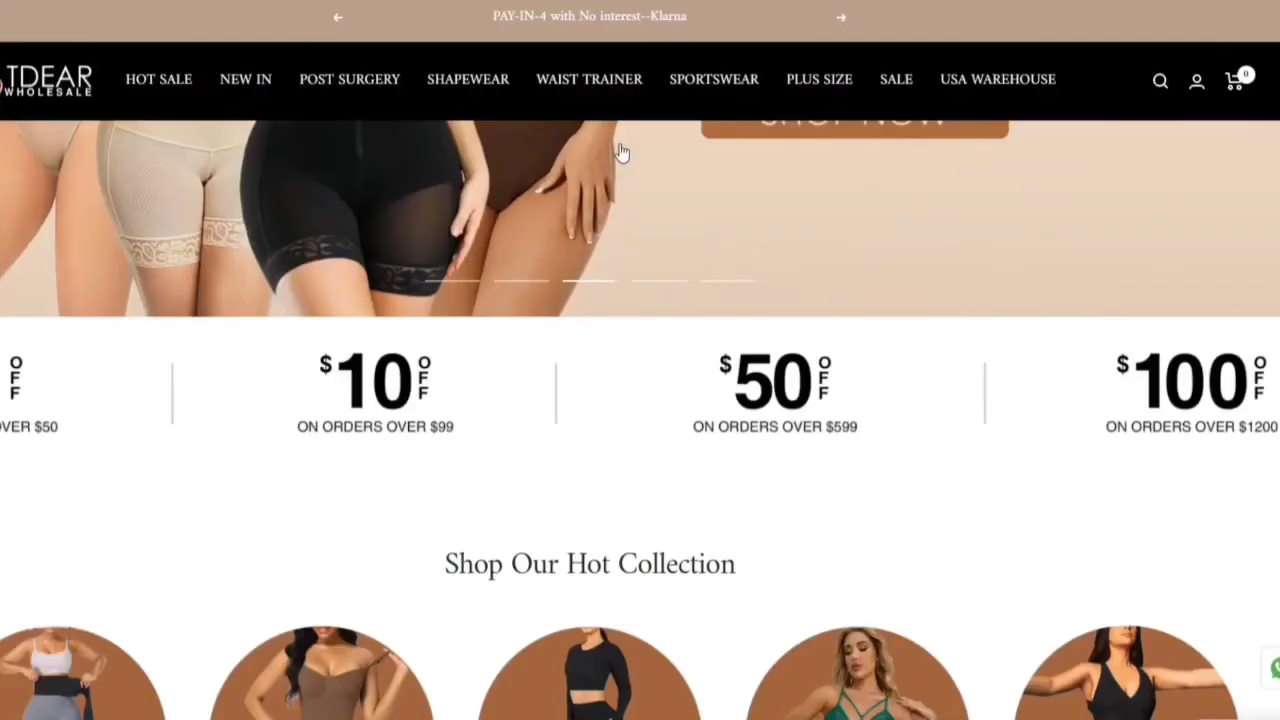 PAY-IN-4 with No interest--Klarna
TDEAR
WHOLESALE
HOT SALE
NEW IN
POST SURGERY
SHAPEWEAR
WAIST TRAINER
SPORTSWEAR
PLUS SIZE
SALE
USA WAREHOUSE
0
SHOP NOW
OFF
OVER $50
$10 OFF
ON ORDERS OVER $99
$50 OFF
ON ORDERS OVER $599
$100 OFF
ON ORDERS OVER $1200
Shop Our Hot Collection